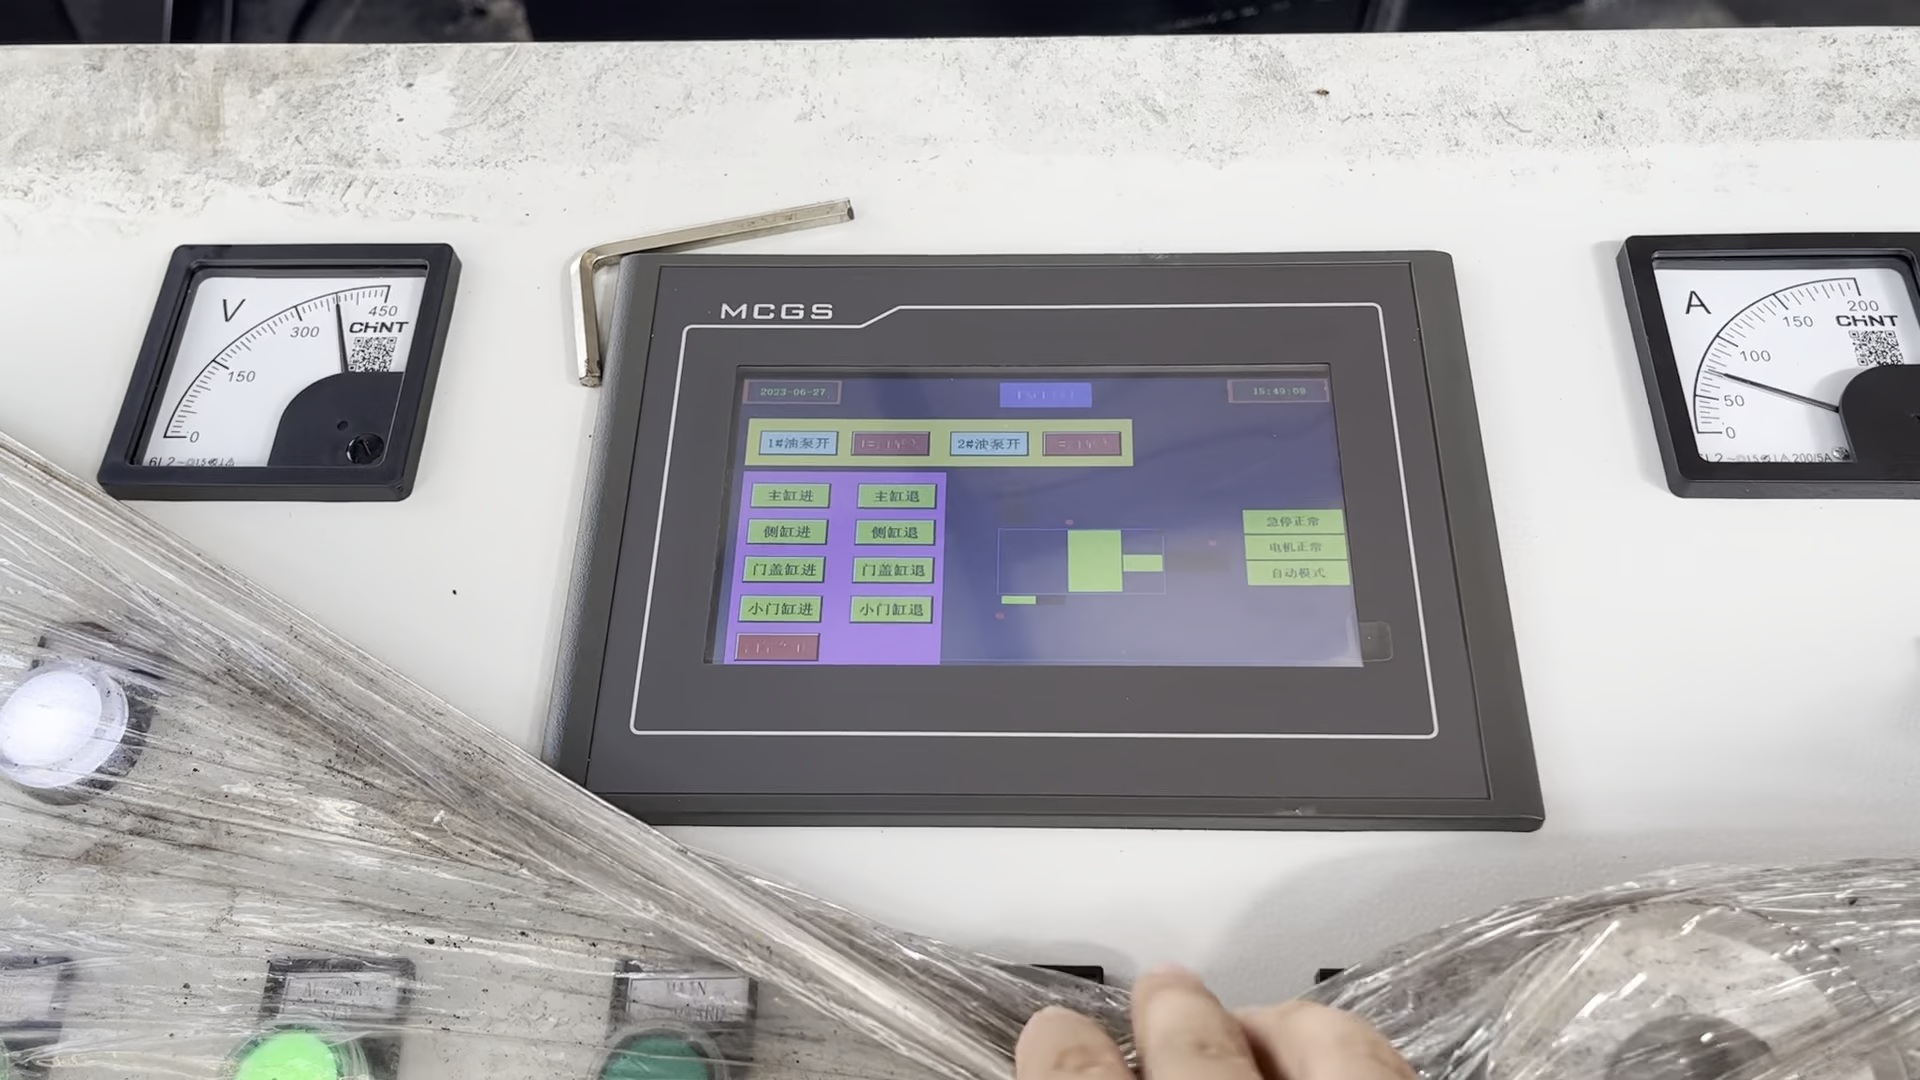 V
450
300
CHNT
150
0
MCGS
2023-06-27
15:49:09
1#油泵开
2#油泵开
主缸进
主缸退
侧缸进
侧缸退
门盖缸进
门盖缸退
小门缸进
小门缸退
急停正常
电机正常
自动模式
A
200
150
CHNT
100
50
0
200/5A
MAIN